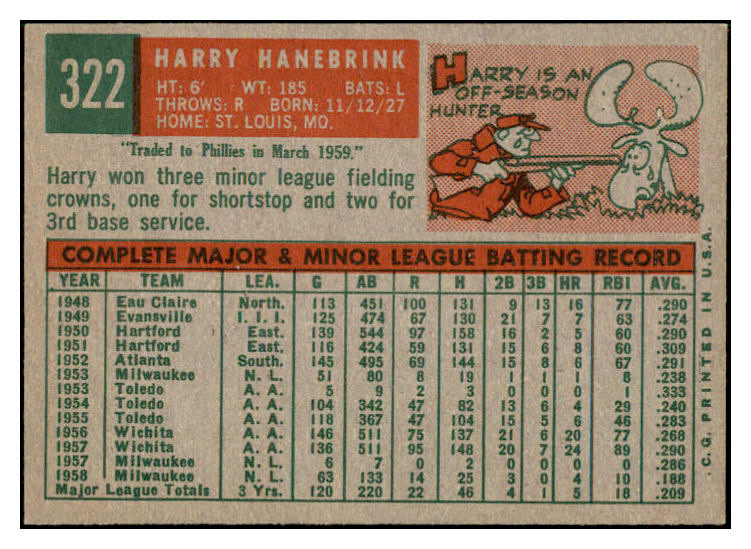 322
HARRY HANEBRINK
HT: 6' WT: 185 BATS: L
THROWS: R BORN: 11/12/27
HOME: ST. LOUIS, MO.
HARRY IS AN
OFF-SEASON
HUNTER
"Traded to Phillies in March 1959."
Harry won three minor league fielding
crowns, one for shortstop and two for
3rd base service.
COMPLETE MAJOR & MINOR LEAGUE BATTING RECORD
YEAR TEAM LEA. G AB R H 2B 3B HR RBI AVG.
1948 Eau Claire North. 113 451 100 131 9 13 16 77 .290
1949 Evansville I. I. I. 125 474 67 130 21 7 7 63 .274
1950 Hartford East. 139 544 97 158 16 2 5 60 .290
1951 Hartford East. 116 424 59 131 15 6 8 60 .309
1952 Atlanta South. 145 495 69 144 15 8 6 67 .291
1953 Milwaukee N. L. 51 80 8 19 1 1 1 8 .238
1953 Toledo A. A. 5 9 2 3 0 0 0 1 .333
1954 Toledo A. A. 104 342 47 82 13 6 4 29 .240
1955 Toledo A. A. 118 367 47 104 15 5 6 46 .283
1956 Wichita A. A. 146 511 75 137 21 6 20 77 .268
1957 Wichita A. A. 136 511 95 148 20 7 24 89 .290
1957 Milwaukee N. L. 6 7 0 2 0 0 0 0 .286
1958 Milwaukee N. L. 63 133 14 25 3 0 4 10 .188
Major League Totals 3 Yrs. 120 220 22 46 4 1 5 18 .209
. C.G. PRINTED IN U.S.A.